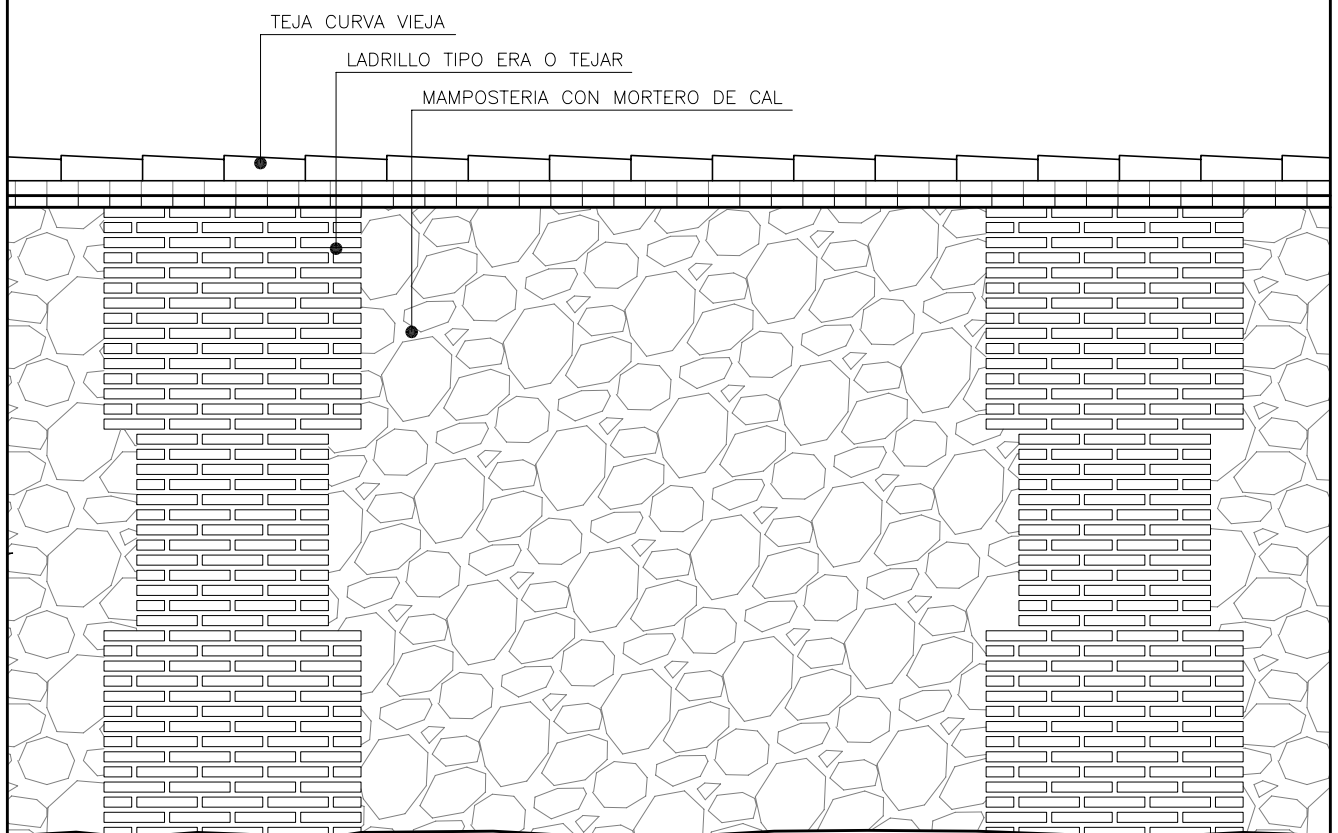 TEJA CURVA VIEJA
LADRILLO TIPO ERA O TEJAR
MAMPOSTERIA CON MORTERO DE CAL